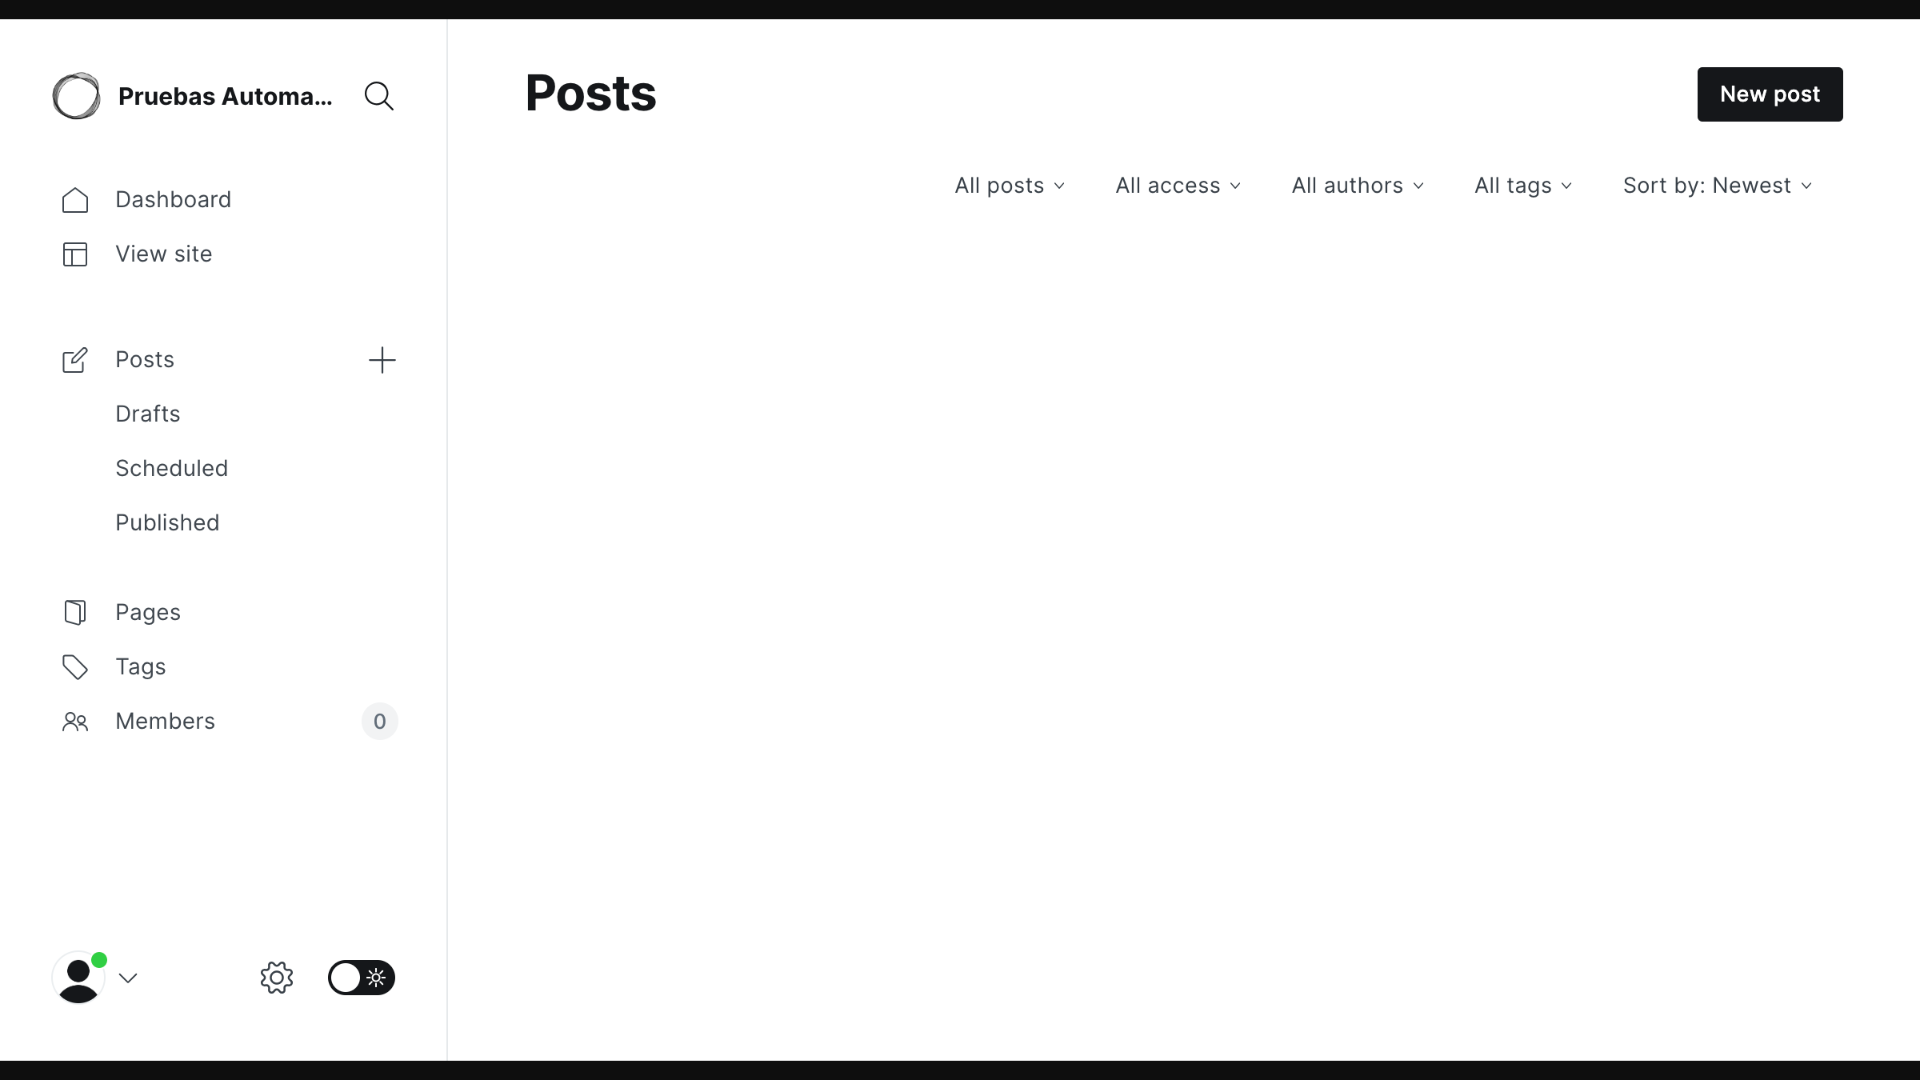 Pruebas Automa...
Dashboard
View site
Posts
Drafts
Scheduled
Published
Pages
Tags
Members 0
Posts
New post
All posts
All access
All authors
All tags
Sort by: Newest